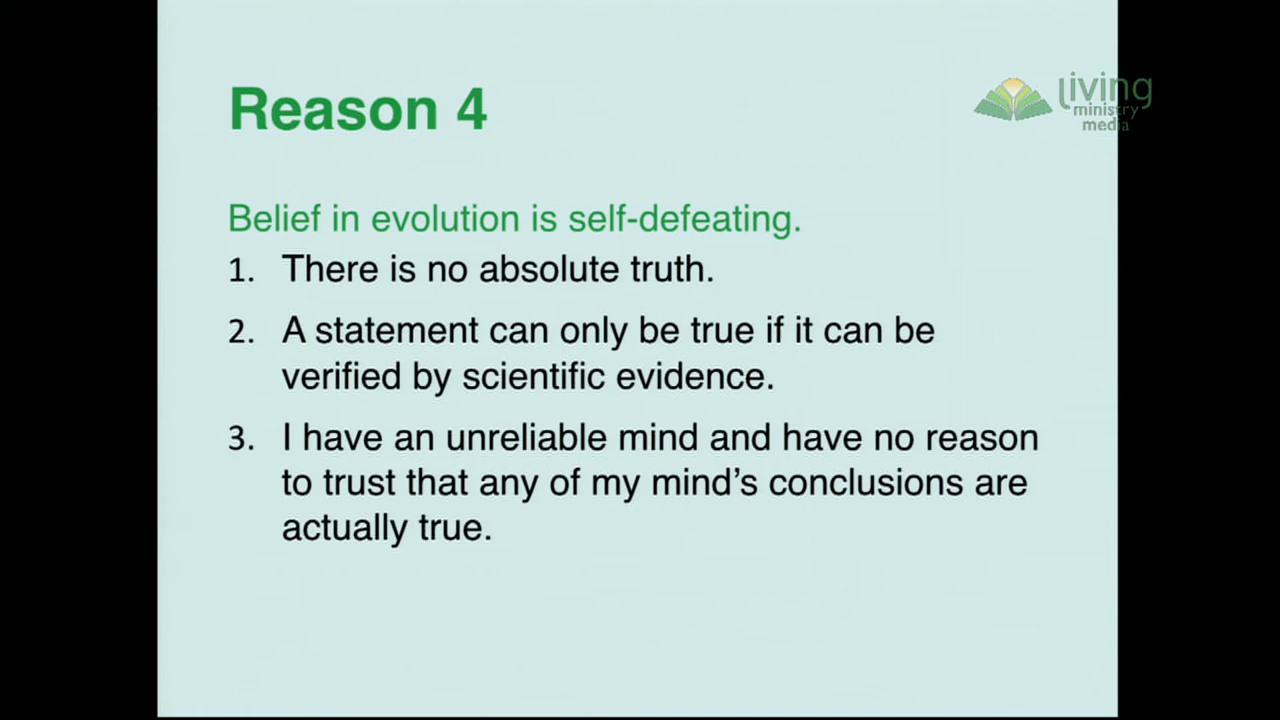 Reason 4
living
ministry
media
Belief in evolution is self-defeating.
1. There is no absolute truth.
2. A statement can only be true if it can be
verified by scientific evidence.
3. I have an unreliable mind and have no reason
to trust that any of my mind’s conclusions are
actually true.